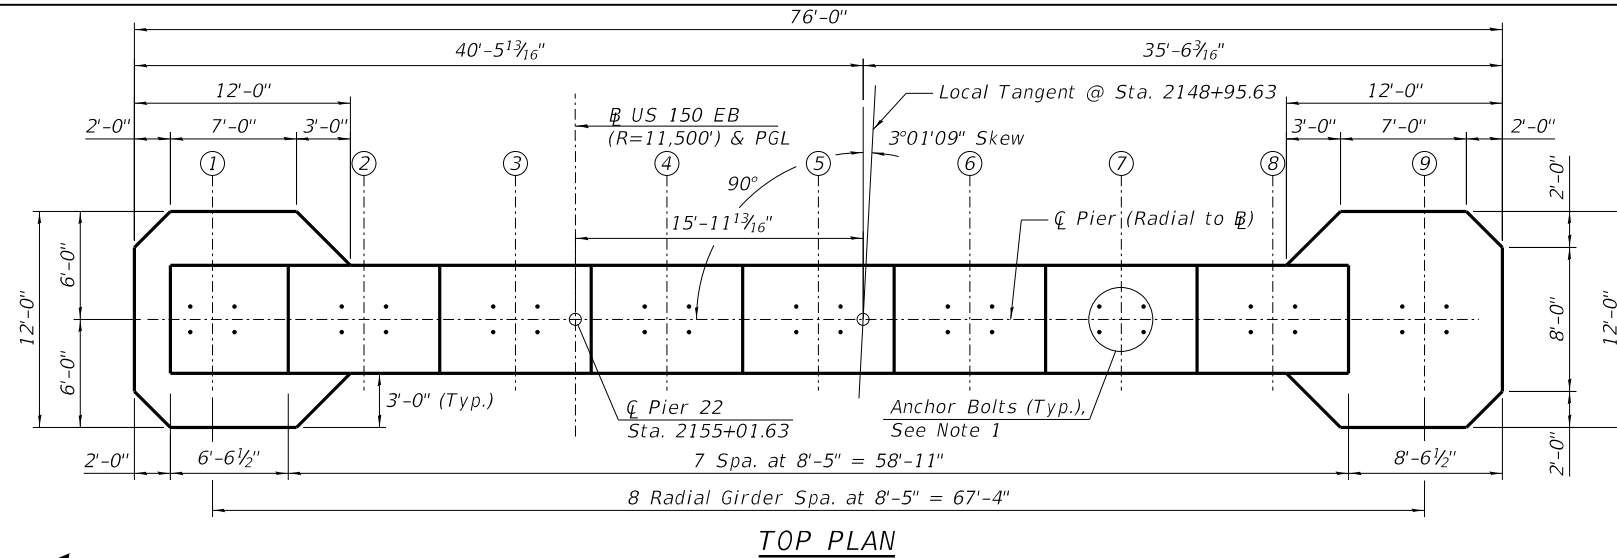 76'-0"
40'-5 13/16"
35'-6 3/16"
12'-0"
12'-0"
2'-0"
7'-0"
3'-0"
3'-0"
7'-0"
2'-0"
℄ US 150 EB
(R=11,500') & PGL
Local Tangent @ Sta. 2148+95.63
3°01'09" Skew
1
2
3
4
5
6
7
8
9
90°
15'-11 13/16"
℄ Pier (Radial to ℄)
2'-0"
6'-0"
12'-0"
8'-0"
12'-0"
6'-0"
3'-0" (Typ.)
℄ Pier 22
Sta. 2155+01.63
Anchor Bolts (Typ.),
See Note 1
2'-0"
2'-0"
6'-6 1/2"
7 Spa. at 8'-5" = 58'-11"
8'-6 1/2"
8 Radial Girder Spa. at 8'-5" = 67'-4"
TOP PLAN